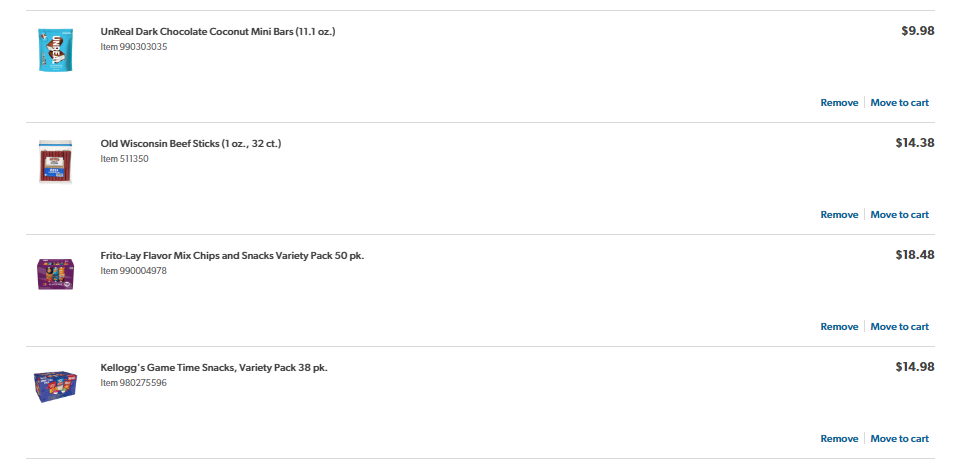 UnReal Dark Chocolate Coconut Mini Bars (11.1 oz.)
$9.98
Item 990303035
Remove
Move to cart
Old Wisconsin Beef Sticks (1 oz., 32 ct.)
$14.38
Item 511350
Remove
Move to cart
Frito-Lay Flavor Mix Chips and Snacks Variety Pack 50 pk.
$18.48
Item 990004978
Remove
Move to cart
Kellogg's Game Time Snacks, Variety Pack 38 pk.
$14.98
Item 980275596
Remove
Move to cart